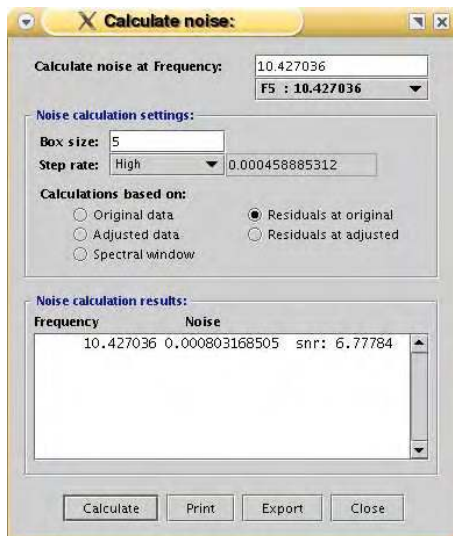 Calculate noise:
Calculate noise at Frequency: 10.427036
F5 : 10.427036
Noise calculation settings:
Box size: 5
Step rate: High 0.000458885312
Calculations based on:
Original data Residuals at original
Adjusted data Residuals at adjusted
Spectral window
Noise calculation results:
Frequency Noise
10.427036 0.000803168505 snr: 6.77784
Calculate Print Export Close